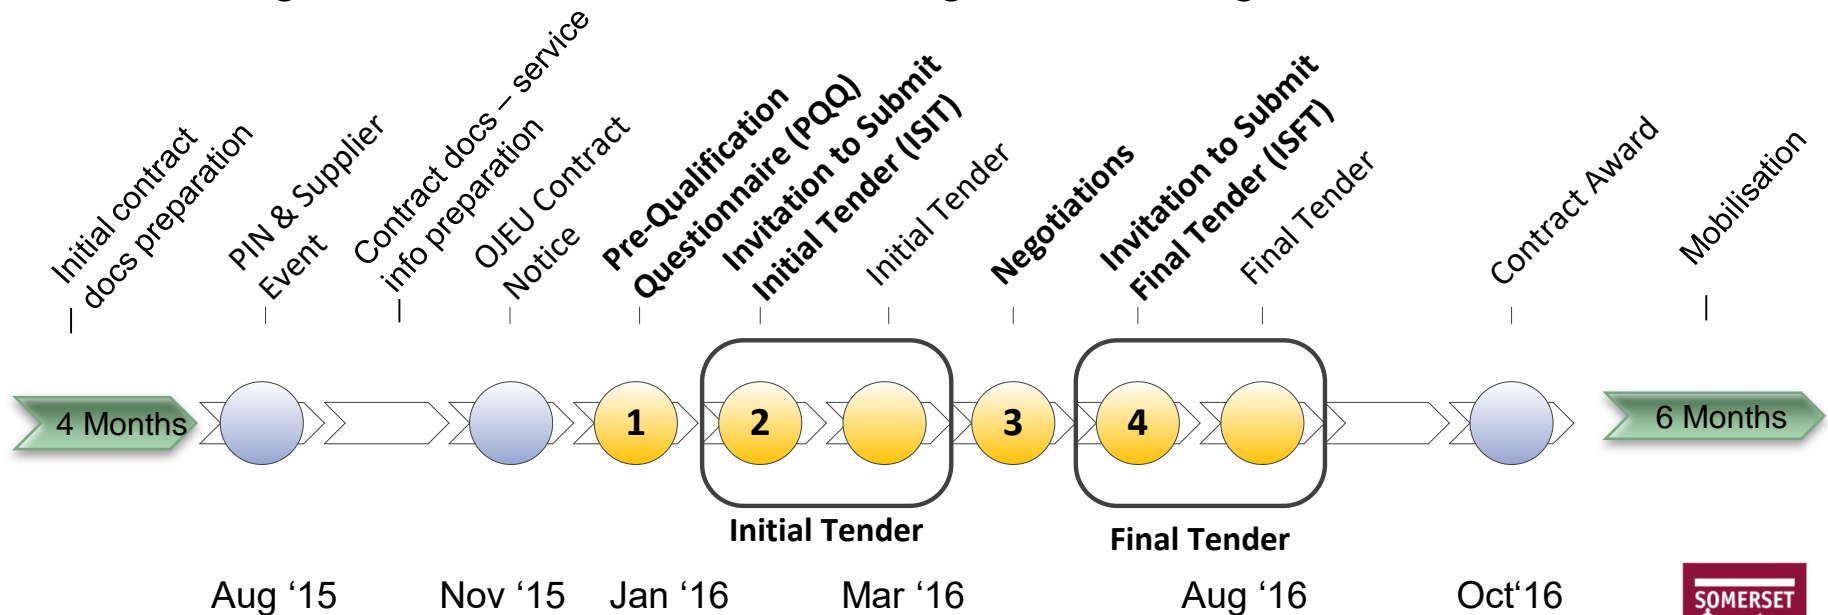 Initial contract
docs preparation
PIN & Supplier
Event
Contract docs – service
info preparation
OJEU Contract
Notice
Pre-Qualification
Questionnaire (PQQ)
Invitation to Submit
Initial Tender (ISIT)
Initial Tender
Negotiations
Invitation to Submit
Final Tender (ISFT)
Final Tender
Contract Award
Mobilisation
4 Months
1
2
3
4
6 Months
Initial Tender
Final Tender
Aug ‘15
Nov ‘15
Jan ‘16
Mar ‘16
Aug ‘16
Oct‘16
SOMERSET